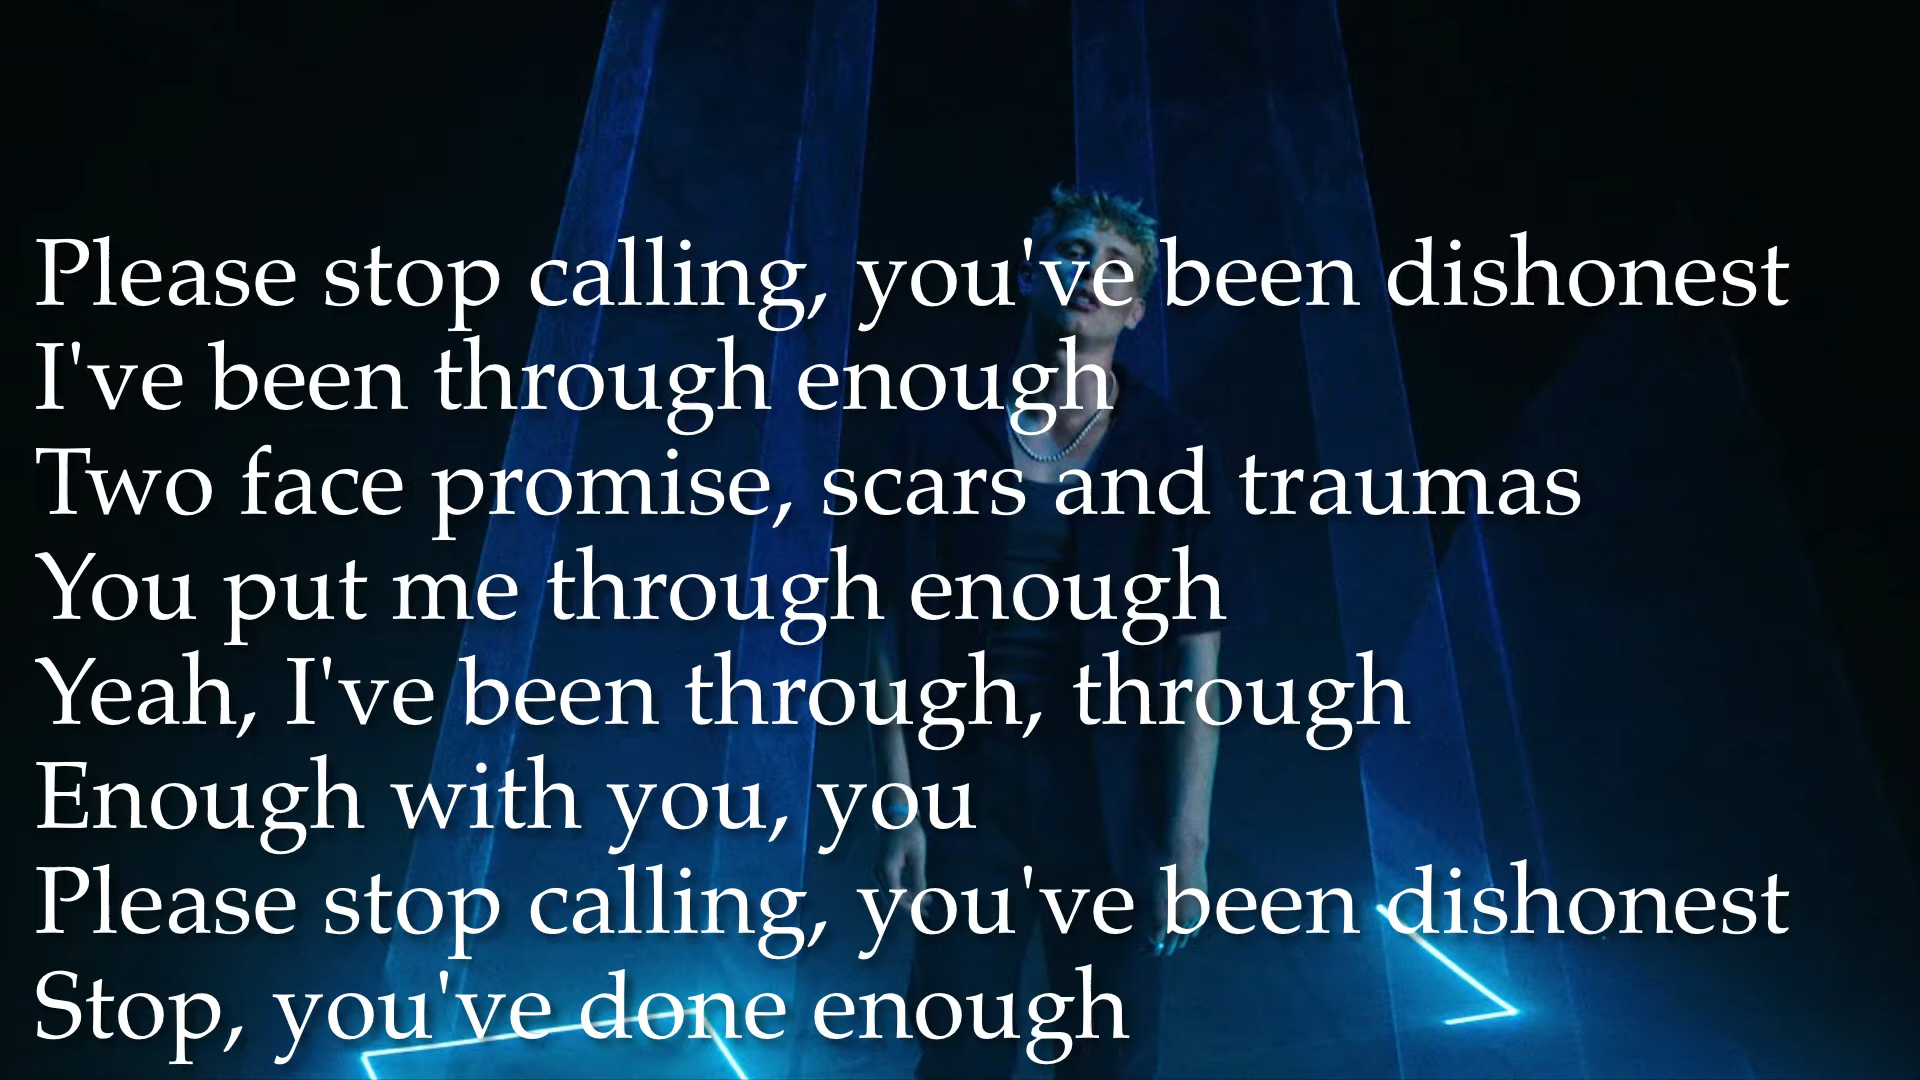 Please stop calling, you've been dishonest
I've been through enough
Two face promise, scars and traumas
You put me through enough
Yeah, I've been through, through
Enough with you, you
Please stop calling, you've been dishonest
Stop, you've done enough